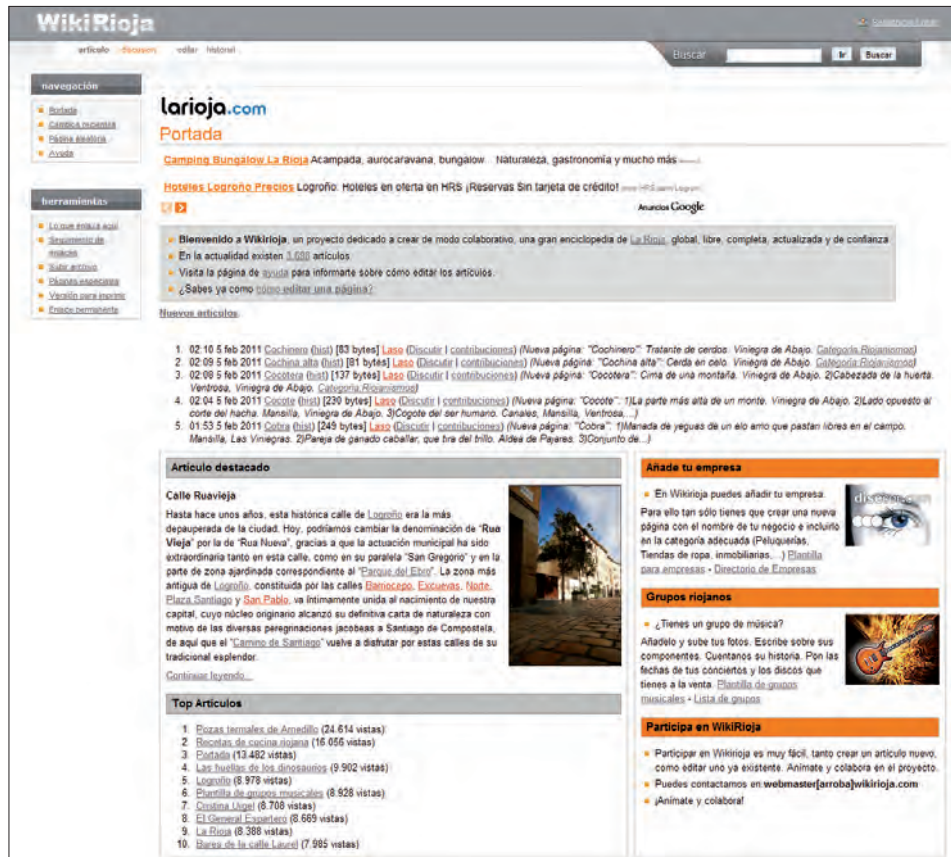 WikiRioja
artículo discusión editar historial
Buscar Ir Buscar
navegación
Portada
Cambios recientes
Página aleatoria
Ayuda
herramientas
Lo que enlaza aquí
Seguimiento de
enlaces
Subir archivo
Páginas especiales
Versión para imprimir
Enlace permanente
larioja.com
Portada
Camping Bungalow La Rioja Acampada, aurocaravana, bungalow... Naturaleza, gastronomía y mucho más
Hoteles Logroño Precios Logroño: Hoteles en oferta en HRS ¡Reservas Sin tarjeta de crédito!
Anuncios Google
Bienvenido a Wikirioja, un proyecto dedicado a crear de modo colaborativo, una gran enciclopedia de La Rioja, global, libre, completa, actualizada y de confianza
En la actualidad existen 3.698 artículos
Visita la página de ayuda para informarte sobre cómo editar los artículos.
¿Sabes ya como cómo editar una página?
Nuevos artículos.
1. 02:10 5 feb 2011 Cochinero (hist) [83 bytes] Laso (Discutir | contribuciones) (Nueva página: "Cochinero": Tratante de cerdos. Viniegra de Abajo. Categoría:Riojanismos)
2. 02:09 5 feb 2011 Cochina alta (hist) [81 bytes] Laso (Discutir | contribuciones) (Nueva página: "Cochina alta": Cerda en celo. Viniegra de Abajo. Categoría:Riojanismos)
3. 02:08 5 feb 2011 Cocotera (hist) [137 bytes] Laso (Discutir | contribuciones) (Nueva página: "Cocotera": Cima de una montaña. Viniegra de Abajo. 2)Cabezada de la huerta.
Ventrosa, Viniegra de Abajo. Categoría:Riojanismos)
4. 02:04 5 feb 2011 Cocote (hist) [230 bytes] Laso (Discutir | contribuciones) (Nueva página: "Cocote": 1)La parte más alta de un monte. Viniegra de Abajo. 2)Lado opuesto al
corte del hacha. Mansilla, Viniegra de Abajo. 3)Cogote del ser humano. Canales, Mansilla, Ventrosa,...)
5. 01:53 5 feb 2011 Cobra (hist) [249 bytes] Laso (Discutir | contribuciones) (Nueva página: "Cobra": 1)Manada de yeguas de un elo amo que pastan libres en el campo.
Mansilla, Las Viniegras. 2)Pareja de ganado caballar, que tira del trillo. Aldea de Pajares. 3)Conjunto de...)
Artículo destacado
Calle Ruavieja
Hasta hace unos años, esta histórica calle de Logroño era la más
depauperada de la ciudad. Hoy, podríamos cambiar la denominación de "Rua
Vieja" por la de "Rua Nueva", gracias a que la actuación municipal ha sido
extraordinaria tanto en esta calle, como en su paralela "San Gregorio" y en la
parte de zona ajardinada correspondiente al "Parque del Ebro". La zona más
antigua de Logroño, constituida por las calles Barriocepo, Excuevas, Norte,
Plaza Santiago y San Pablo, va íntimamente unida al nacimiento de nuestra
capital, cuyo núcleo originario alcanzó su definitiva carta de naturaleza con
motivo de las diversas peregrinaciones jacobeas a Santiago de Compostela,
de aquí que el "Camino de Santiago" vuelve a disfrutar por estas calles de su
tradicional esplendor.
Continuar leyendo...
Top Artículos
1. Pozas termales de Arnedillo (24.614 vistas)
2. Recetas de cocina riojana (16.056 vistas)
3. Portada (13.482 vistas)
4. Las huellas de los dinosaurios (9.902 vistas)
5. Logroño (8.978 vistas)
6. Plantilla de grupos musicales (8.928 vistas)
7. Cristina Urgel (8.708 vistas)
8. El General Espartero (8.669 vistas)
9. La Rioja (8.388 vistas)
10. Bares de la calle Laurel (7.985 vistas)
Añade tu empresa
En Wikirioja puedes añadir tu empresa.
Para ello tan sólo tienes que crear una nueva
página con el nombre de tu negocio e incluirlo
en la categoría adecuada (Peluquerías,
Tiendas de ropa, inmobiliarias,...) Plantilla
para empresas - Directorio de Empresas
Grupos riojanos
¿Tienes un grupo de música?
Añadelo y sube tus fotos. Escribe sobre sus
componentes. Cuentanos su historia. Pon las
fechas de tus conciertos y los discos que
tienes a la venta. Plantilla de grupos
musicales - Lista de grupos
Participa en WikiRioja
Participar en Wikirioja es muy fácil, tanto crear un artículo nuevo,
como editar uno ya existente. Anímate y colabora en el proyecto.
Puedes contactarnos en webmaster[arroba]wikirioja.com
¡Anímate y colabora!